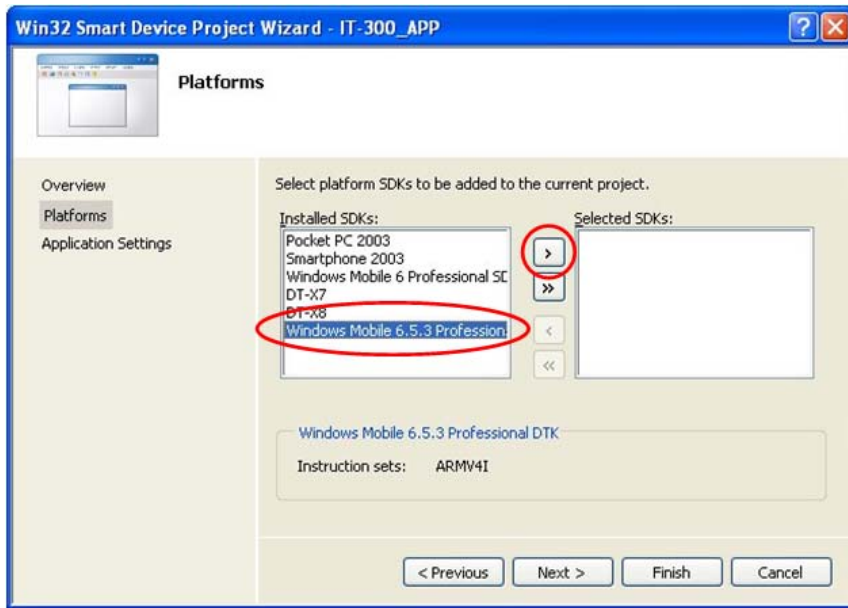 Win32 Smart Device Project Wizard - IT-300_APP
Platforms
Overview
Platforms
Application Settings
Select platform SDKs to be added to the current project.
Installed SDKs:
Selected SDKs:
Pocket PC 2003
Smartphone 2003
Windows Mobile 6 Professional SD
DT-X7
DT-X8
Windows Mobile 6.5.3 Profession
>
>>
<
<<
Windows Mobile 6.5.3 Professional DTK
Instruction sets: ARMV4I
< Previous
Next >
Finish
Cancel